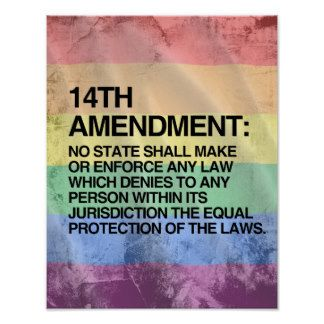 14TH
AMENDMENT:
NO STATE SHALL MAKE
OR ENFORCE ANY LAW
WHICH DENIES TO ANY
PERSON WITHIN ITS
JURISDICTION THE EQUAL
PROTECTION OF THE LAWS.